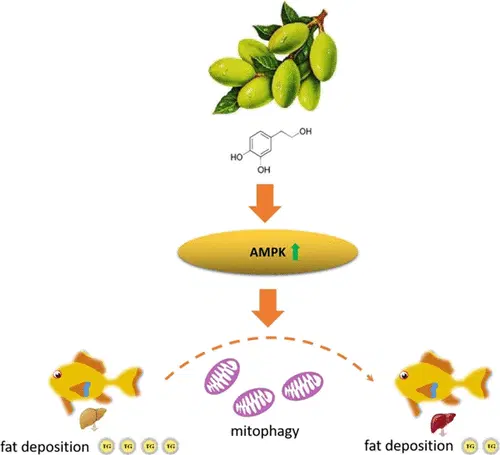 OH
HO
OH
AMPK
mitophagy
fat deposition TG TG TG TG
fat deposition TG TG